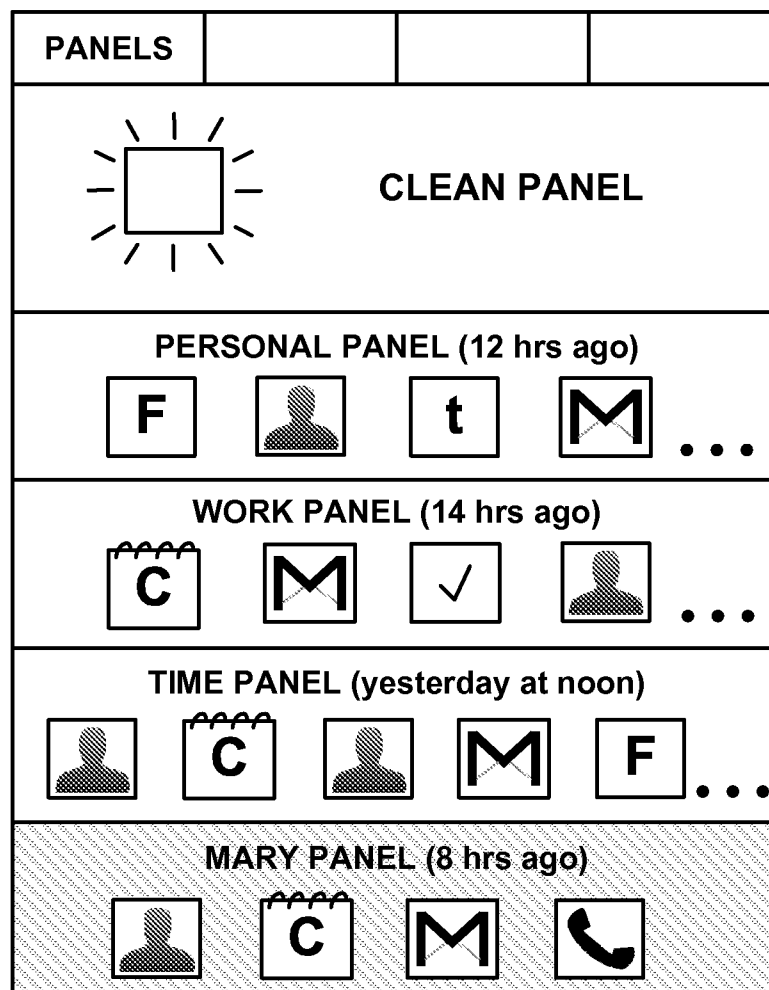 PANELS
CLEAN PANEL
PERSONAL PANEL (12 hrs ago)
F t M
WORK PANEL (14 hrs ago)
C M
TIME PANEL (yesterday at noon)
C M F
MARY PANEL (8 hrs ago)
C M